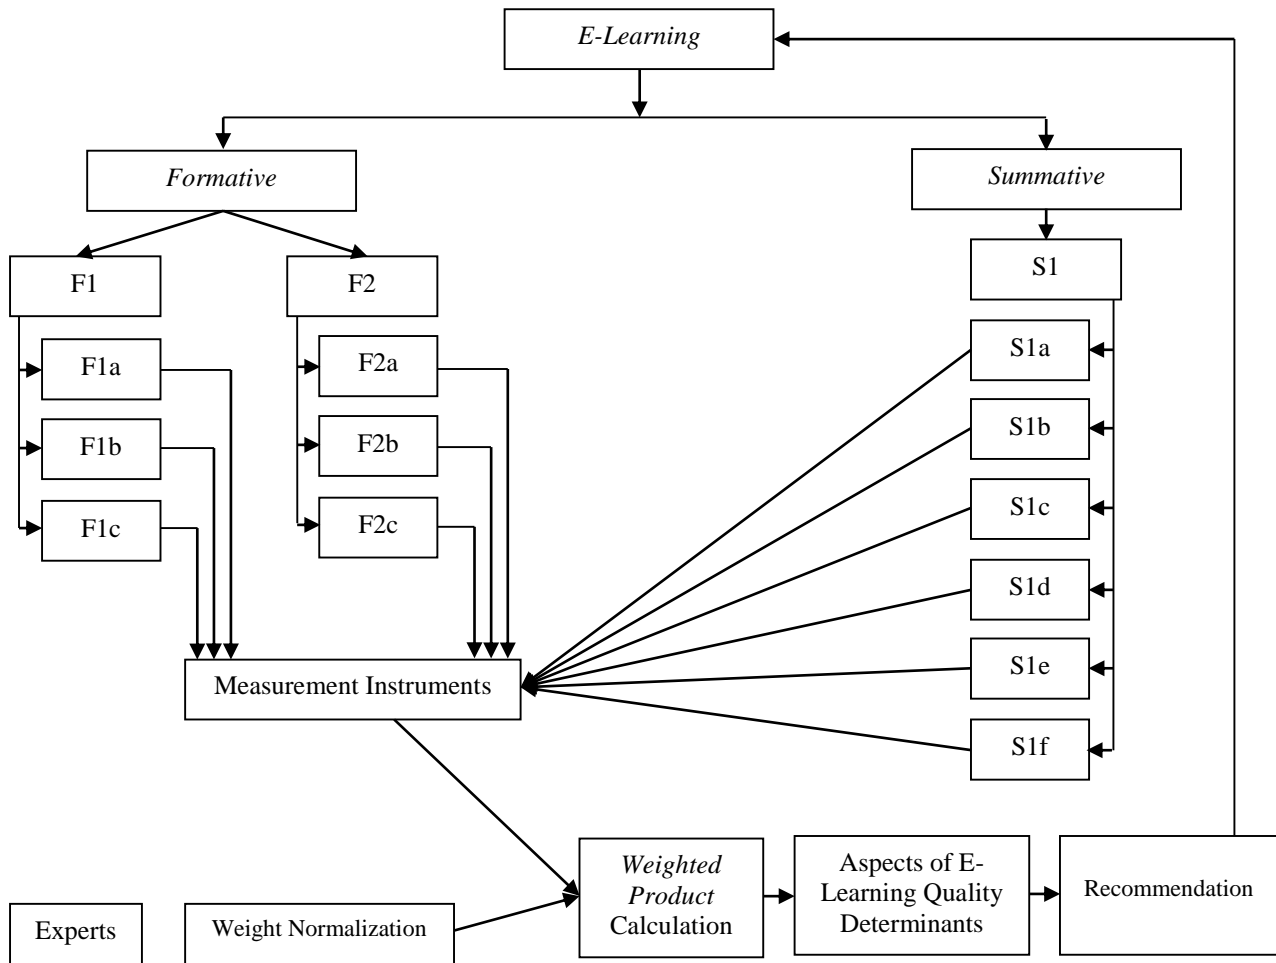 E-Learning
Formative
Summative
F1
F2
S1
F1a
F2a
S1a
F1b
F2b
S1b
F1c
F2c
S1c
S1d
S1e
S1f
Measurement Instruments
Experts
Weight Normalization
Weighted
Product
Calculation
Aspects of E-
Learning Quality
Determinants
Recommendation